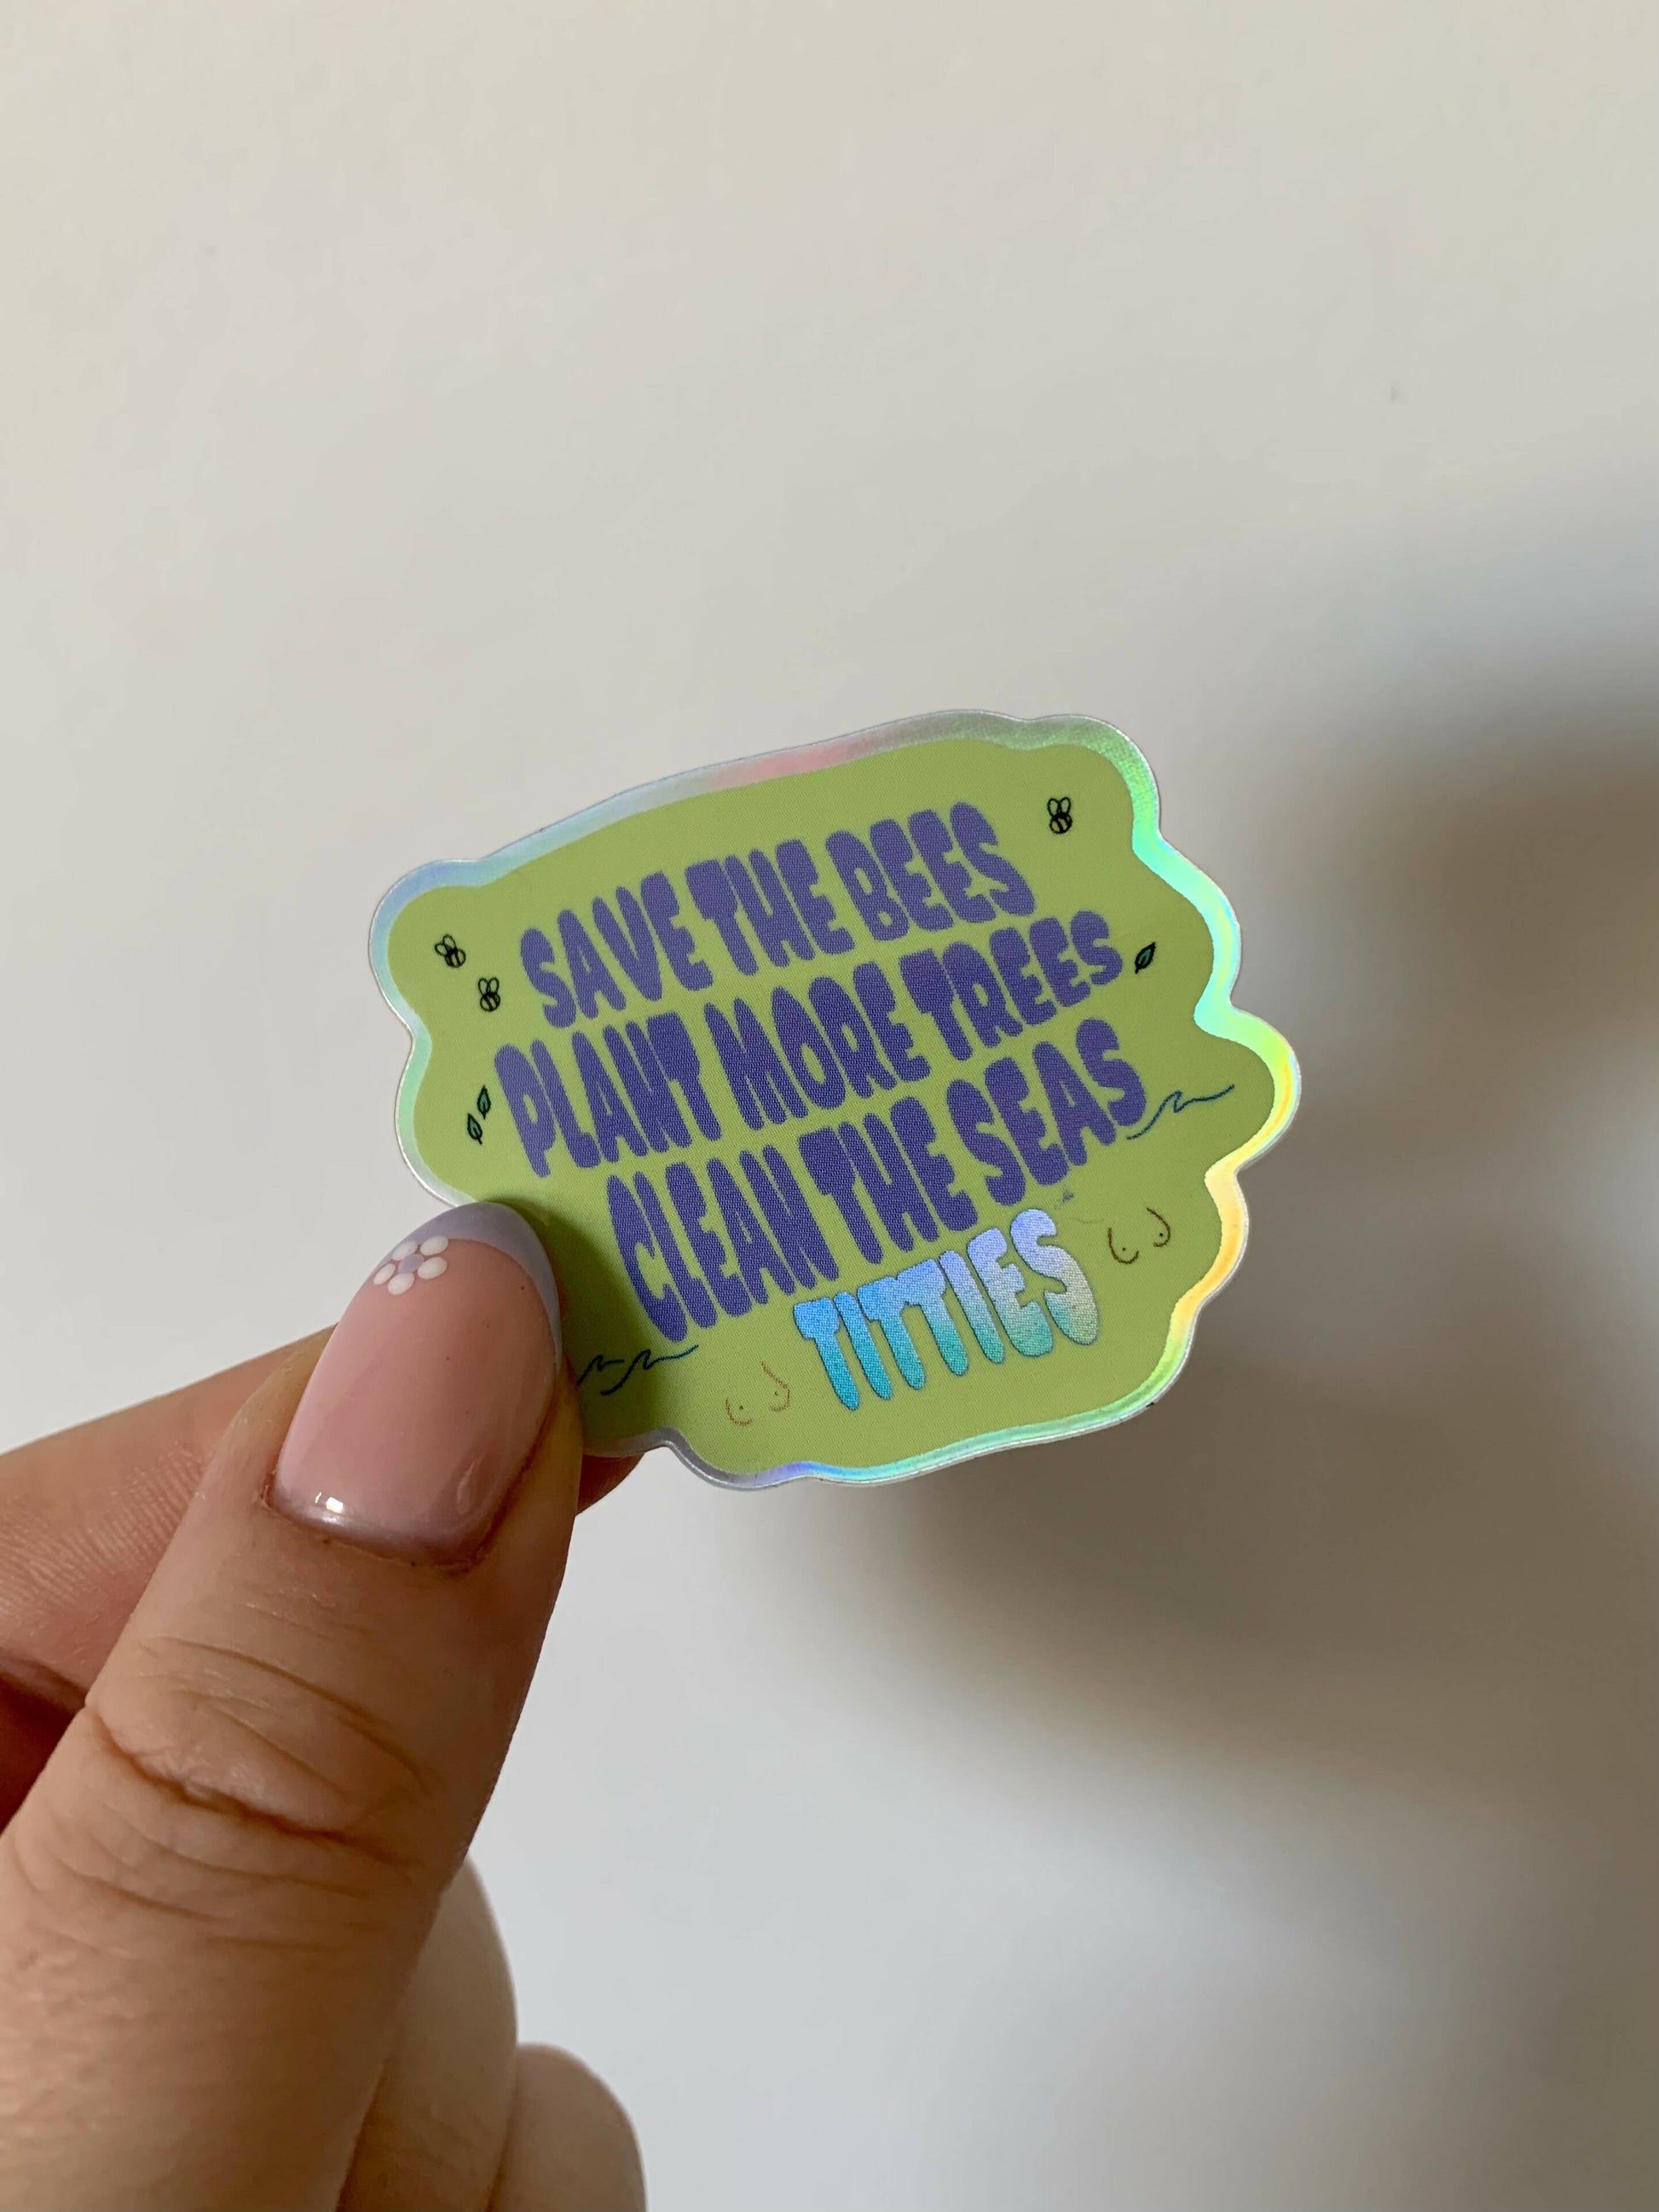 SAVE THE BEES
PLANT MORE TREES
CLEAN THE SEAS
TITTIES